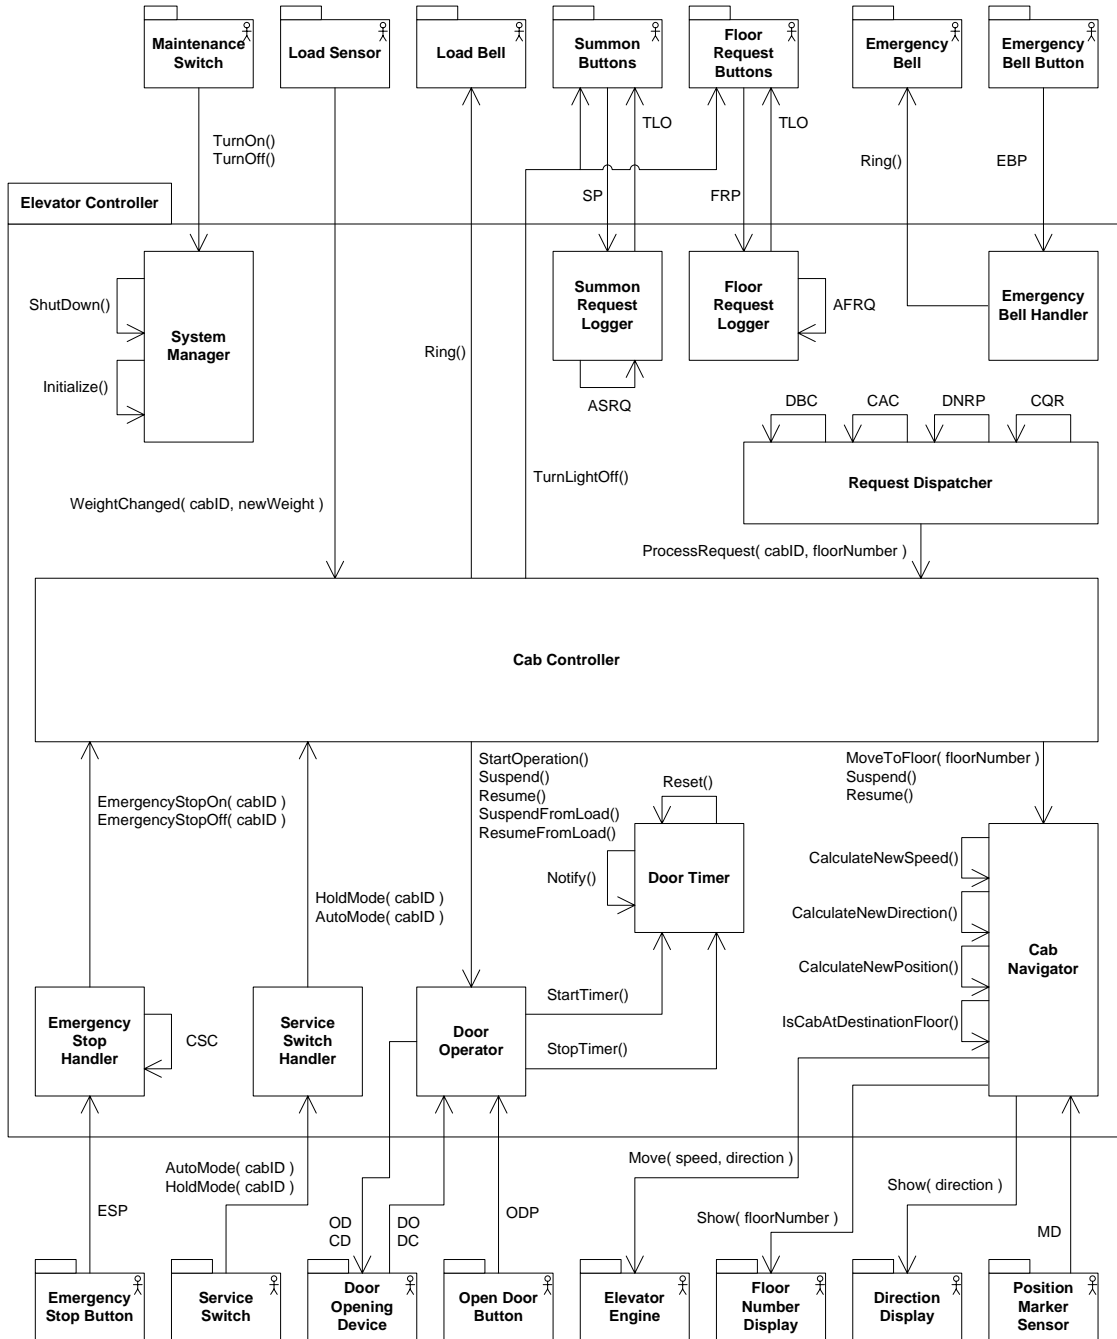 Maintenance
Switch
Load Sensor
Load Bell
Summon
Buttons
Floor
Request
Buttons
Emergency
Bell
Emergency
Bell Button
TurnOn()
TurnOff()
TLO
TLO
Ring()
EBP
SP
FRP
Elevator Controller
ShutDown()
System
Manager
Initialize()
Ring()
Summon
Request
Logger
ASRQ
Floor
Request
Logger
AFRQ
Emergency
Bell Handler
DBC
CAC
DNRP
CQR
Request Dispatcher
WeightChanged( cabID, newWeight )
TurnLightOff()
ProcessRequest( cabID, floorNumber )
Cab Controller
EmergencyStopOn( cabID )
EmergencyStopOff( cabID )
HoldMode( cabID )
AutoMode( cabID )
StartOperation()
Suspend()
Resume()
SuspendFromLoad()
ResumeFromLoad()
Reset()
Notify()
Door Timer
MoveToFloor( floorNumber )
Suspend()
Resume()
CalculateNewSpeed()
CalculateNewDirection()
CalculateNewPosition()
IsCabAtDestinationFloor()
Cab
Navigator
Emergency
Stop
Handler
CSC
Service
Switch
Handler
Door
Operator
StartTimer()
StopTimer()
ESP
AutoMode( cabID )
HoldMode( cabID )
OD
CD
DO
DC
ODP
Move( speed, direction )
Show( floorNumber )
Show( direction )
MD
Emergency
Stop Button
Service
Switch
Door
Opening
Device
Open Door
Button
Elevator
Engine
Floor
Number
Display
Direction
Display
Position
Marker
Sensor